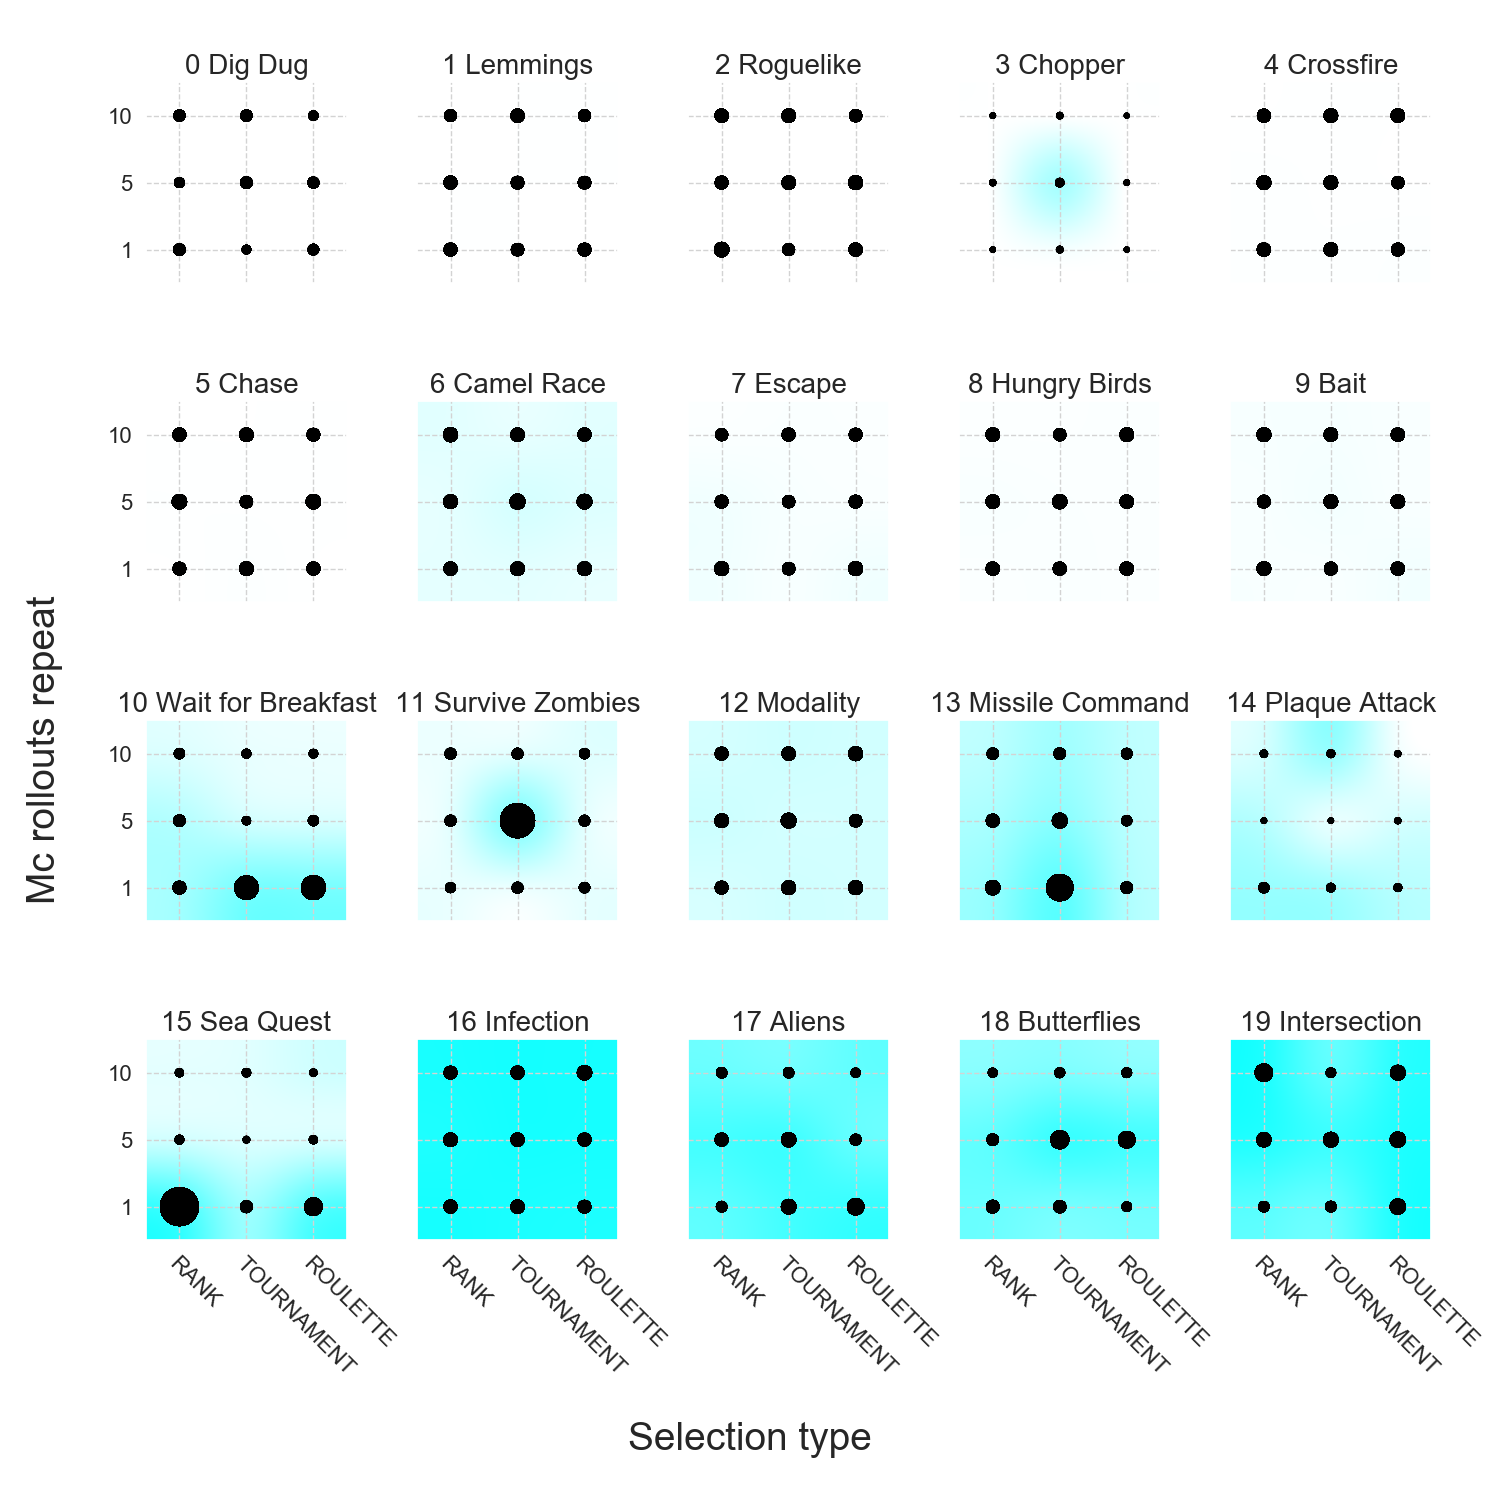 0 Dig Dug
1 Lemmings
2 Roguelike
3 Chopper
4 Crossfire
10
5
1
5 Chase
6 Camel Race
7 Escape
8 Hungry Birds
9 Bait
10
5
1
Mc rollouts repeat
10 Wait for Breakfast
11 Survive Zombies
12 Modality
13 Missile Command
14 Plaque Attack
10
5
1
15 Sea Quest
16 Infection
17 Aliens
18 Butterflies
19 Intersection
10
5
1
RANK
TOURNAMENT
ROULETTE
RANK
TOURNAMENT
ROULETTE
RANK
TOURNAMENT
ROULETTE
RANK
TOURNAMENT
ROULETTE
RANK
TOURNAMENT
ROULETTE
Selection type